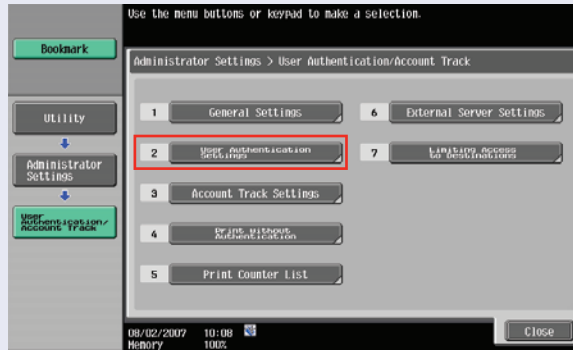 Use the menu buttons or keypad to make a selection.
Bookmark
Administrator Settings > User Authentication/Account Track
Utility
Administrator
Settings
User
Authentication/
Account Track
1 General Settings
2 User Authentication
Settings
3 Account Track Settings
4 Print without
Authentication
5 Print Counter List
6 External Server Settings
7 Limiting Access
to Destinations
08/02/2007 10:08
Memory 100%
Close